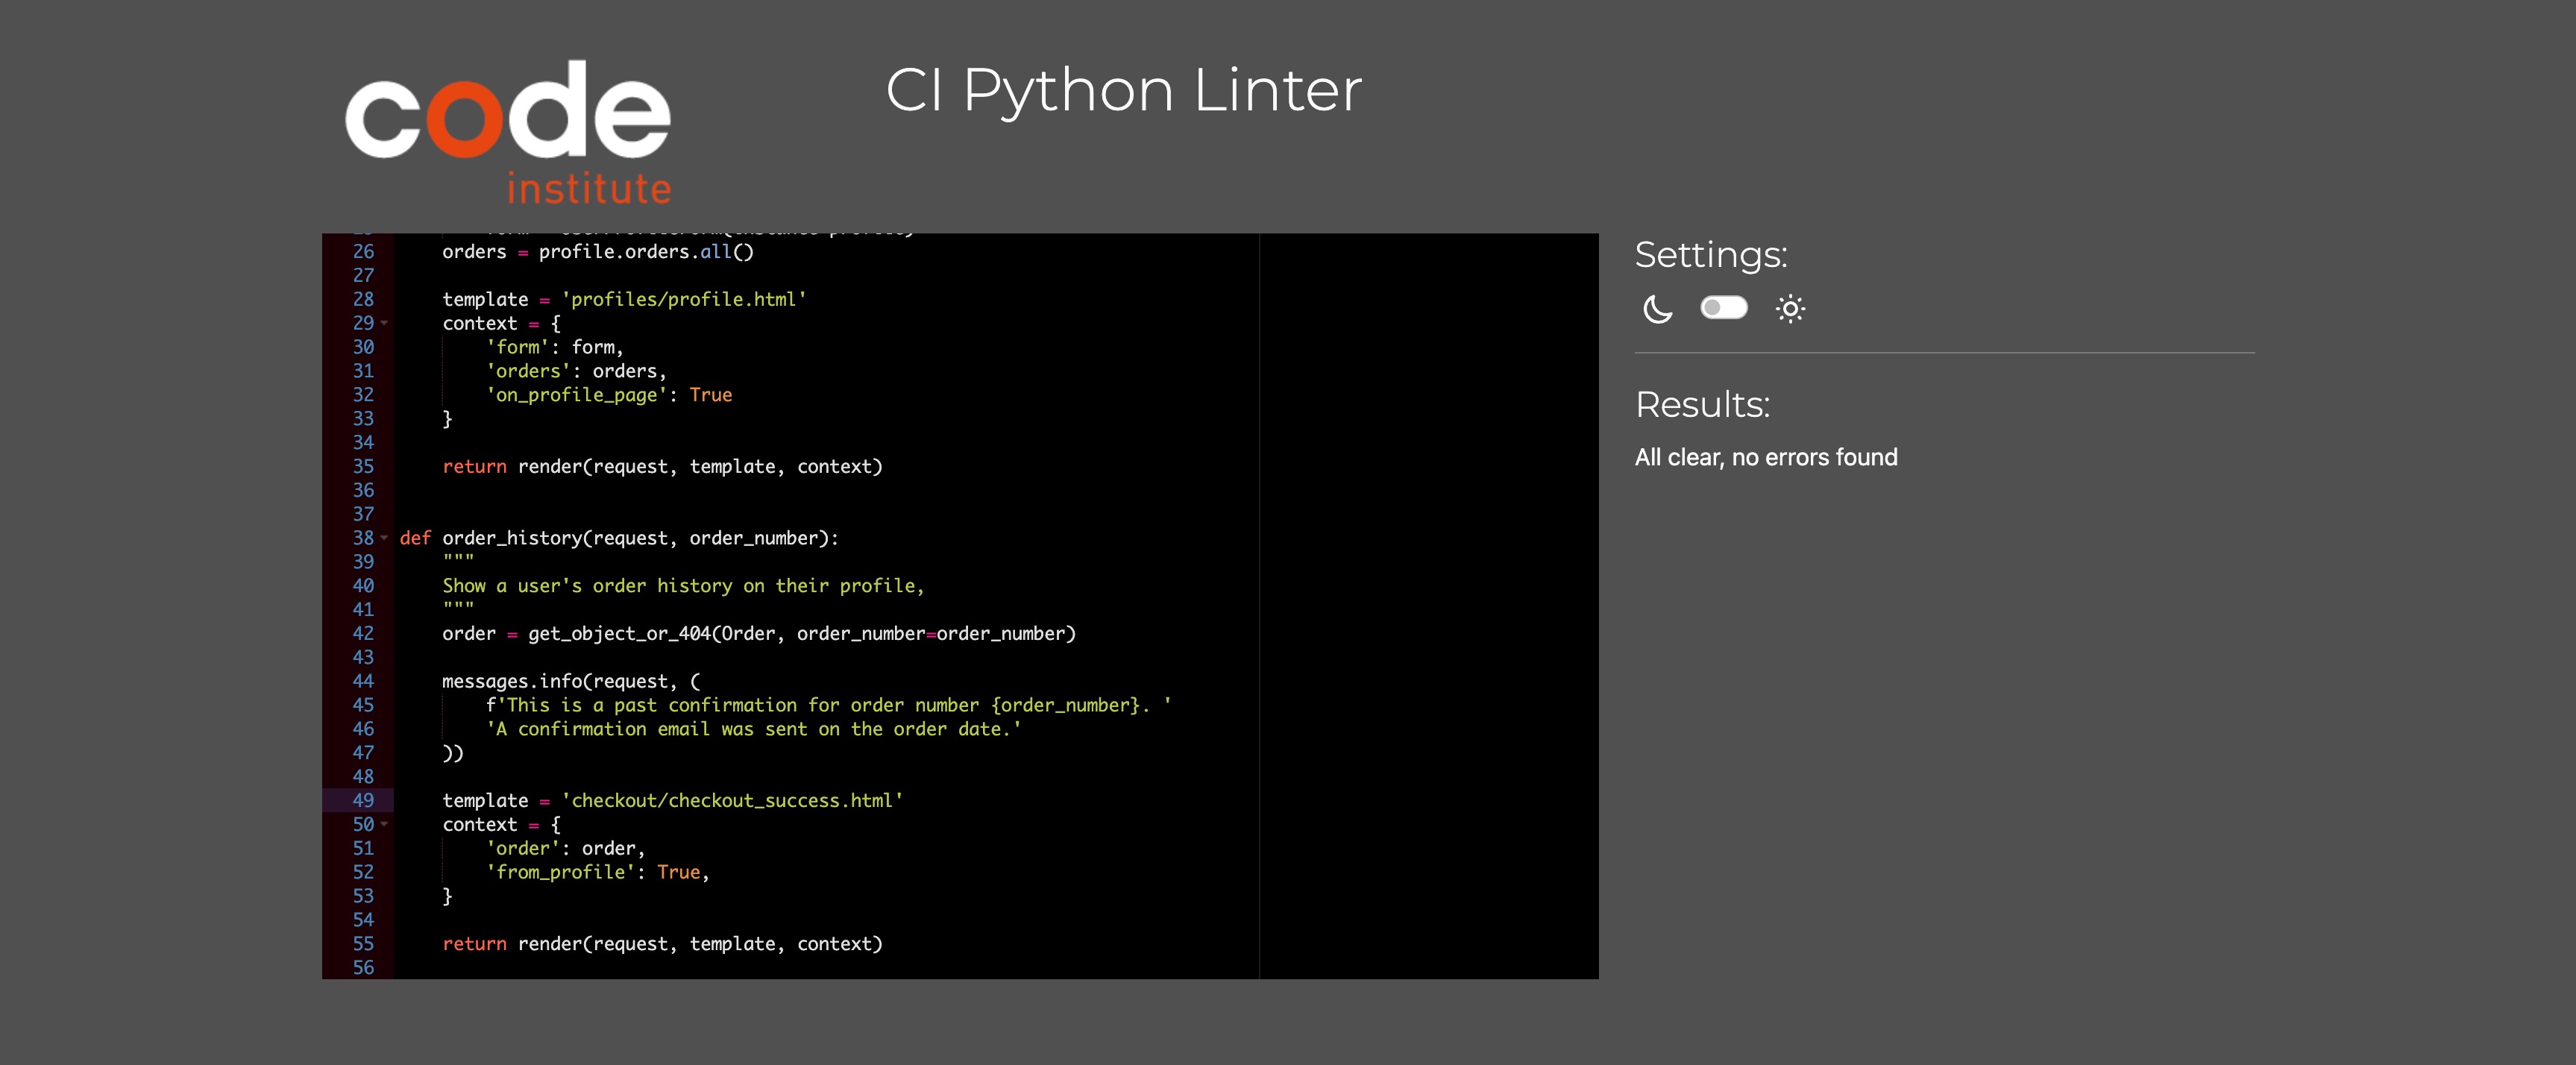 code
institute
CI Python Linter
26 orders = profile.orders.all()
27
28 template = 'profiles/profile.html'
29 context = {
30 'form': form,
31 'orders': orders,
32 'on_profile_page': True
33 }
34
35 return render(request, template, context)
36
37
38 def order_history(request, order_number):
39 """
40 Show a user's order history on their profile,
41 """
42 order = get_object_or_404(Order, order_number=order_number)
43
44 messages.info(request, (
45 f'This is a past confirmation for order number {order_number}. '
46 'A confirmation email was sent on the order date.'
47 ))
48
49 template = 'checkout/checkout_success.html'
50 context = {
51 'order': order,
52 'from_profile': True,
53 }
54
55 return render(request, template, context)
56
Settings:
Results:
All clear, no errors found